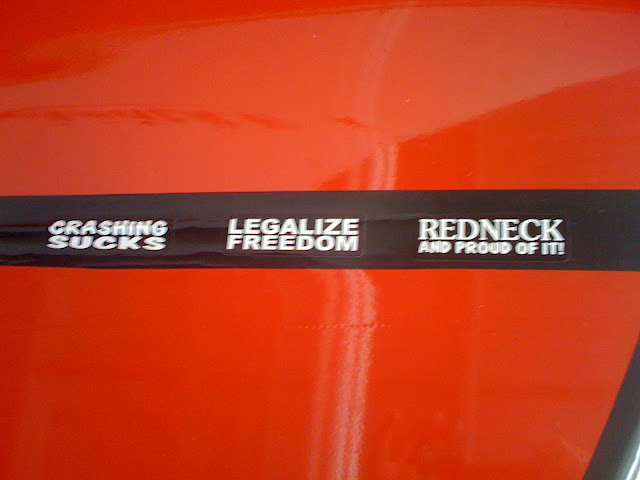 CRASHING
SUCKS
LEGALIZE
FREEDOM
REDNECK
AND PROUD OF IT!